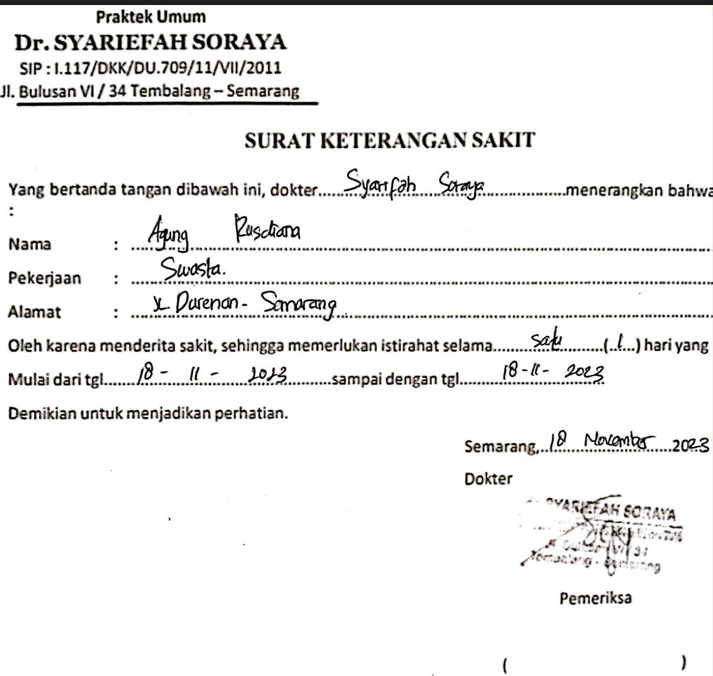 Praktek Umum
Dr. SYARIEFAH SORAYA
SIP : I.117/DKK/DU.709/11/VII/2011
Jl. Bulusan VI / 34 Tembalang – Semarang
SURAT KETERANGAN SAKIT
Yang bertanda tangan dibawah ini, dokter......Syarifah Soraya..................menerangkan bahwa
:
Nama : Agung Rusdiana
Pekerjaan : Swasta.
Alamat : Jl. Durenan - Semarang
Oleh karena menderita sakit, sehingga memerlukan istirahat selama.........satu.........(..1...) hari yang
Mulai dari tgl.......18 - 11 - 2023...........sampai dengan tgl..........18-11- 2023
Demikian untuk menjadikan perhatian.
Semarang,..18 November.....2023
Dokter
SYARIEFAH SORAYA
Tembalang - Semarang
Pemeriksa
( )